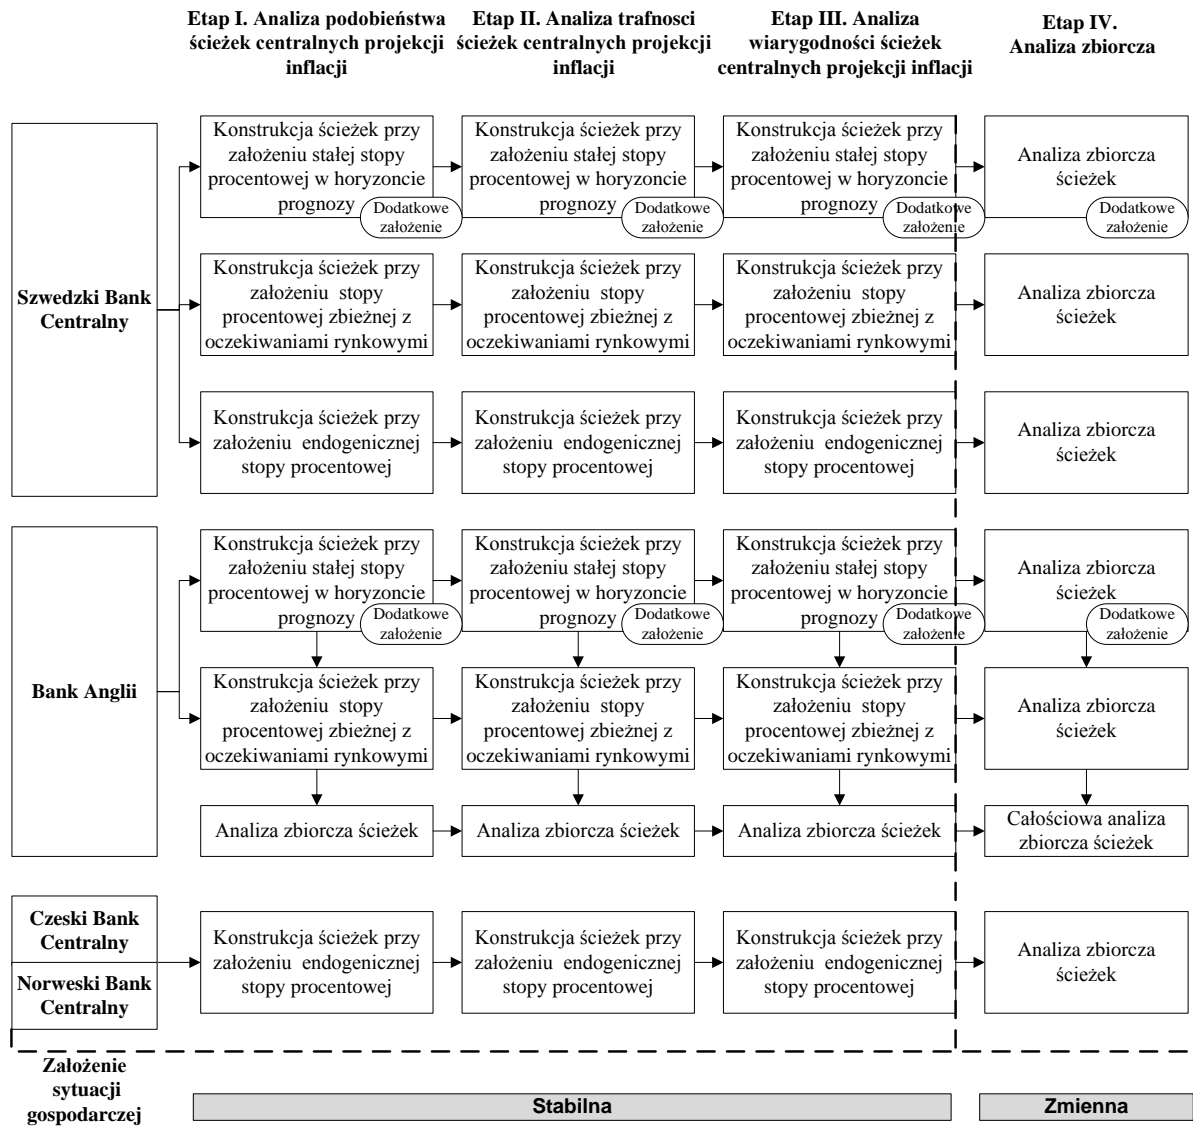 Etap I. Analiza podobieństwa
ścieżek centralnych projekcji
inflacji
Etap II. Analiza trafnosci
ścieżek centralnych projekcji
inflacji
Etap III. Analiza
wiarygodności ścieżek
centralnych projekcji inflacji
Etap IV.
Analiza zbiorcza
Szwedzki Bank
Centralny
Konstrukcja ścieżek przy
założeniu stałej stopy
procentowej w horyzoncie
prognozy
Dodatkowe
założenie
Konstrukcja ścieżek przy
założeniu stałej stopy
procentowej w horyzoncie
prognozy
Dodatkowe
założenie
Konstrukcja ścieżek przy
założeniu stałej stopy
procentowej w horyzoncie
prognozy
Dodatkowe
założenie
Analiza zbiorcza
ścieżek
Dodatkowe
założenie
Konstrukcja ścieżek przy
założeniu stopy
procentowej zbieżnej z
oczekiwaniami rynkowymi
Konstrukcja ścieżek przy
założeniu stopy
procentowej zbieżnej z
oczekiwaniami rynkowymi
Konstrukcja ścieżek przy
założeniu stopy
procentowej zbieżnej z
oczekiwaniami rynkowymi
Analiza zbiorcza
ścieżek
Konstrukcja ścieżek przy
założeniu endogenicznej
stopy procentowej
Konstrukcja ścieżek przy
założeniu endogenicznej
stopy procentowej
Konstrukcja ścieżek przy
założeniu endogenicznej
stopy procentowej
Analiza zbiorcza
ścieżek
Bank Anglii
Konstrukcja ścieżek przy
założeniu stałej stopy
procentowej w horyzoncie
prognozy
Dodatkowe
założenie
Konstrukcja ścieżek przy
założeniu stałej stopy
procentowej w horyzoncie
prognozy
Dodatkowe
założenie
Konstrukcja ścieżek przy
założeniu stałej stopy
procentowej w horyzoncie
prognozy
Dodatkowe
założenie
Analiza zbiorcza
ścieżek
Dodatkowe
założenie
Konstrukcja ścieżek przy
założeniu stopy
procentowej zbieżnej z
oczekiwaniami rynkowymi
Konstrukcja ścieżek przy
założeniu stopy
procentowej zbieżnej z
oczekiwaniami rynkowymi
Konstrukcja ścieżek przy
założeniu stopy
procentowej zbieżnej z
oczekiwaniami rynkowymi
Analiza zbiorcza
ścieżek
Analiza zbiorcza ścieżek
Analiza zbiorcza ścieżek
Analiza zbiorcza ścieżek
Całościowa analiza
zbiorcza ścieżek
Czeski Bank
Centralny
Norweski Bank
Centralny
Konstrukcja ścieżek przy
założeniu endogenicznej
stopy procentowej
Konstrukcja ścieżek przy
założeniu endogenicznej
stopy procentowej
Konstrukcja ścieżek przy
założeniu endogenicznej
stopy procentowej
Analiza zbiorcza
ścieżek
Założenie
sytuacji
gospodarczej
Stabilna
Zmienna